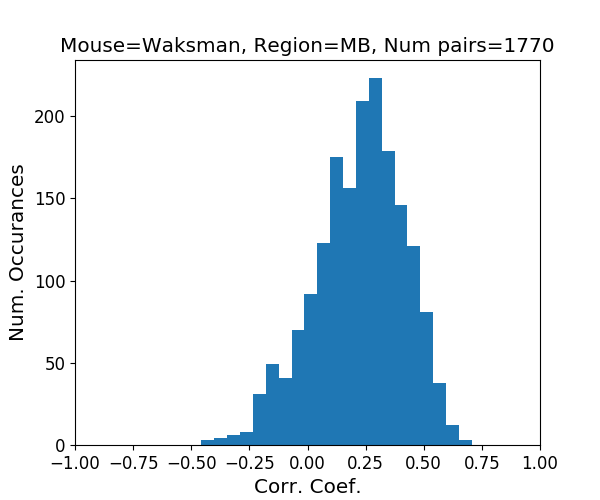 Mouse=Waksman, Region=MB, Num pairs=1770
Num. Occurances
200
150
100
50
0
−1.00 −0.75 −0.50 −0.25 0.00 0.25 0.50 0.75 1.00
Corr. Coef.